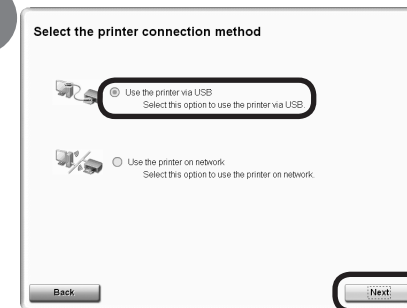 Select the printer connection method
Use the printer via USB
Select this option to use the printer via USB.
Use the printer on network
Select this option to use the printer on network.
Back
Next